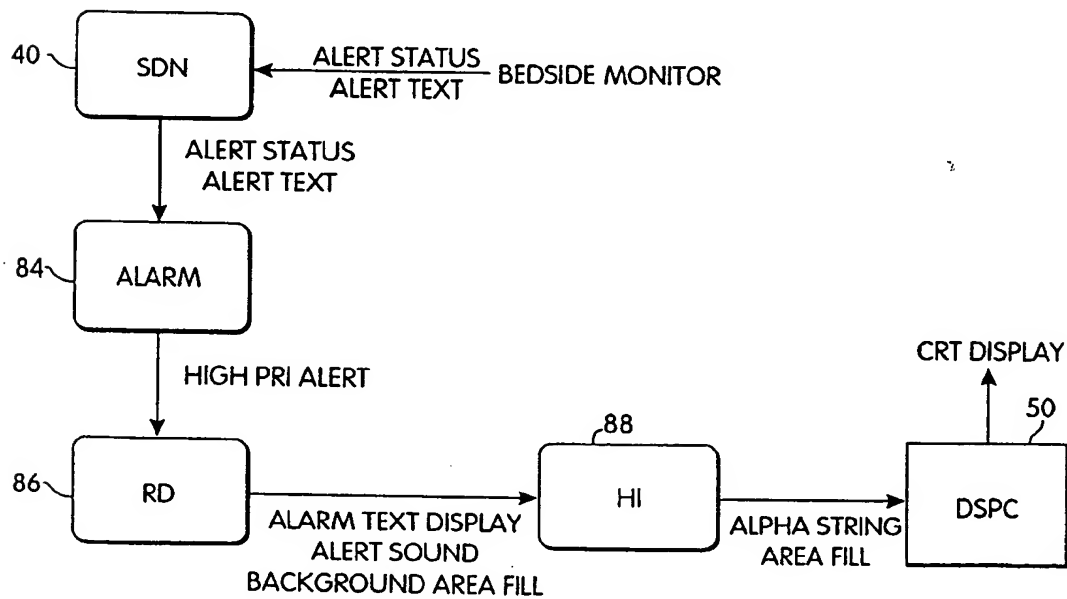 40
SDN
ALERT STATUS
ALERT TEXT
BEDSIDE MONITOR
ALERT STATUS
ALERT TEXT
84
ALARM
HIGH PRI ALERT
CRT DISPLAY
86
RD
ALARM TEXT DISPLAY
ALERT SOUND
BACKGROUND AREA FILL
88
HI
ALPHA STRING
AREA FILL
50
DSPC